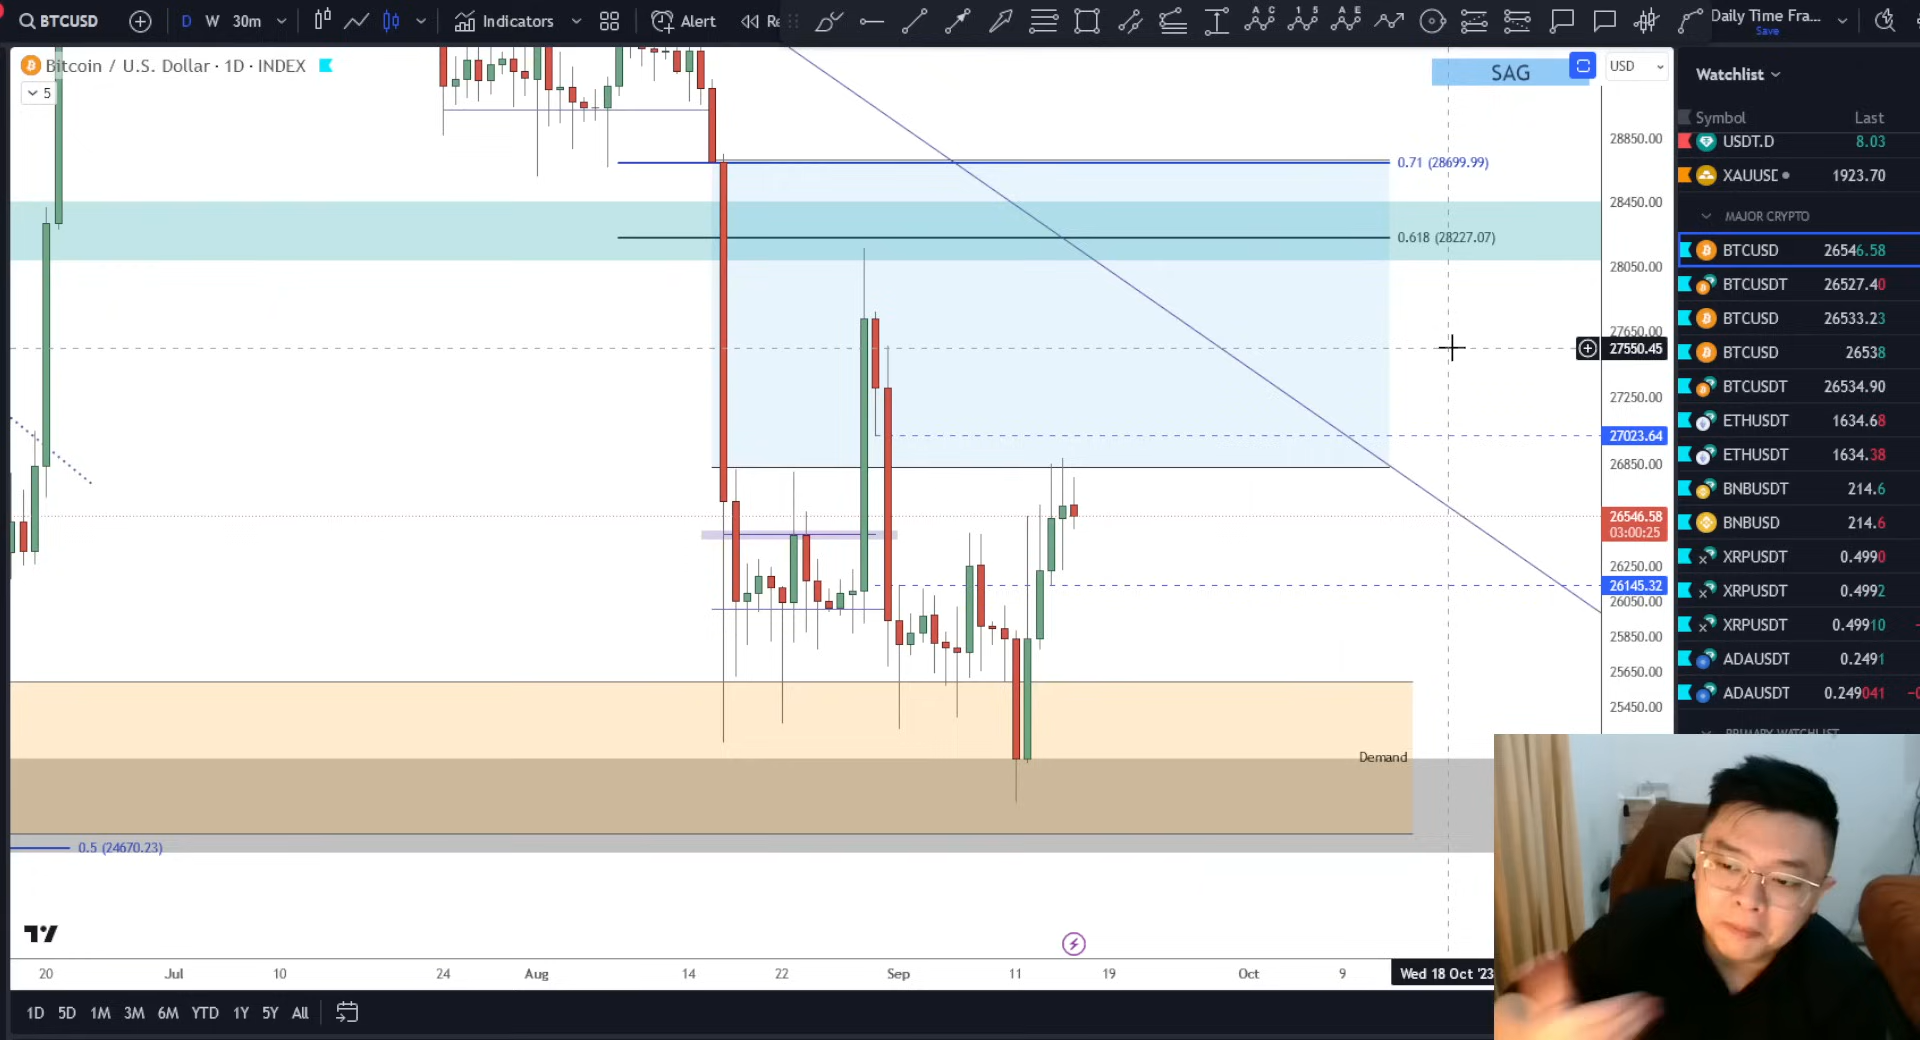 BTCUSD D W 30m Indicators Alert Re Daily Time Fra...
Save
Bitcoin / U.S. Dollar · 1D · INDEX
5
SAG
USD
28850.00
0.71 (28699.99)
28450.00
0.618 (28227.07)
28050.00
27650.00
27550.45
27250.00
27023.64
26850.00
26546.58
03:00:25
26250.00
26145.32
26050.00
25850.00
25650.00
25450.00
Demand
0.5 (24670.23)
20 Jul 10 24 Aug 14 22 Sep 11 19 Oct 9 Wed 18 Oct '23
1D 5D 1M 3M 6M YTD 1Y 5Y All
Watchlist
Symbol Last
USDT.D 8.03
XAUUSD 1923.70
MAJOR CRYPTO
BTCUSD 26546.58
BTCUSDT 26527.40
BTCUSD 26533.23
BTCUSD 26538
BTCUSDT 26534.90
ETHUSDT 1634.68
ETHUSDT 1634.38
BNBUSDT 214.6
BNBUSD 214.6
XRPUSDT 0.4990
XRPUSDT 0.4992
XRPUSDT 0.49910
ADAUSDT 0.2491
ADAUSDT 0.249041
PRIMARY WATCHLIST